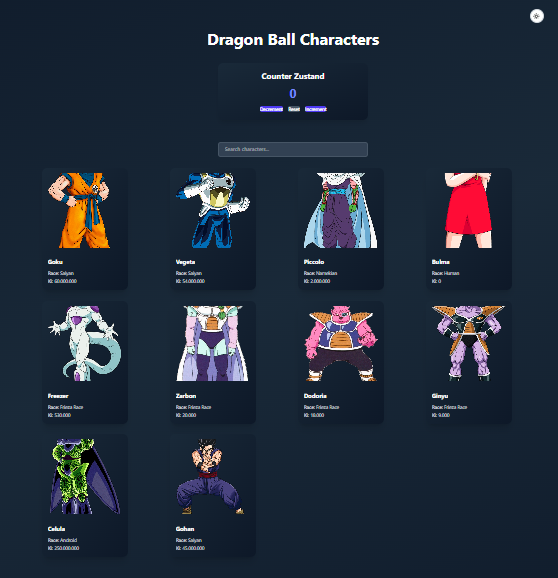 Dragon Ball Characters
Counter Zustand
0
Decrement Reset Increment
Search characters...
Goku
Race: Saiyan
Ki: 60.000.000
Vegeta
Race: Saiyan
Ki: 54.000.000
Piccolo
Race: Namekian
Ki: 2.000.000
Bulma
Race: Human
Ki: 0
Freezer
Race: Frieza Race
Ki: 530.000
Zarbon
Race: Frieza Race
Ki: 20.000
Dodoria
Race: Frieza Race
Ki: 18.000
Ginyu
Race: Frieza Race
Ki: 9.000
Celula
Race: Android
Ki: 250.000.000
Gohan
Race: Saiyan
Ki: 45.000.000